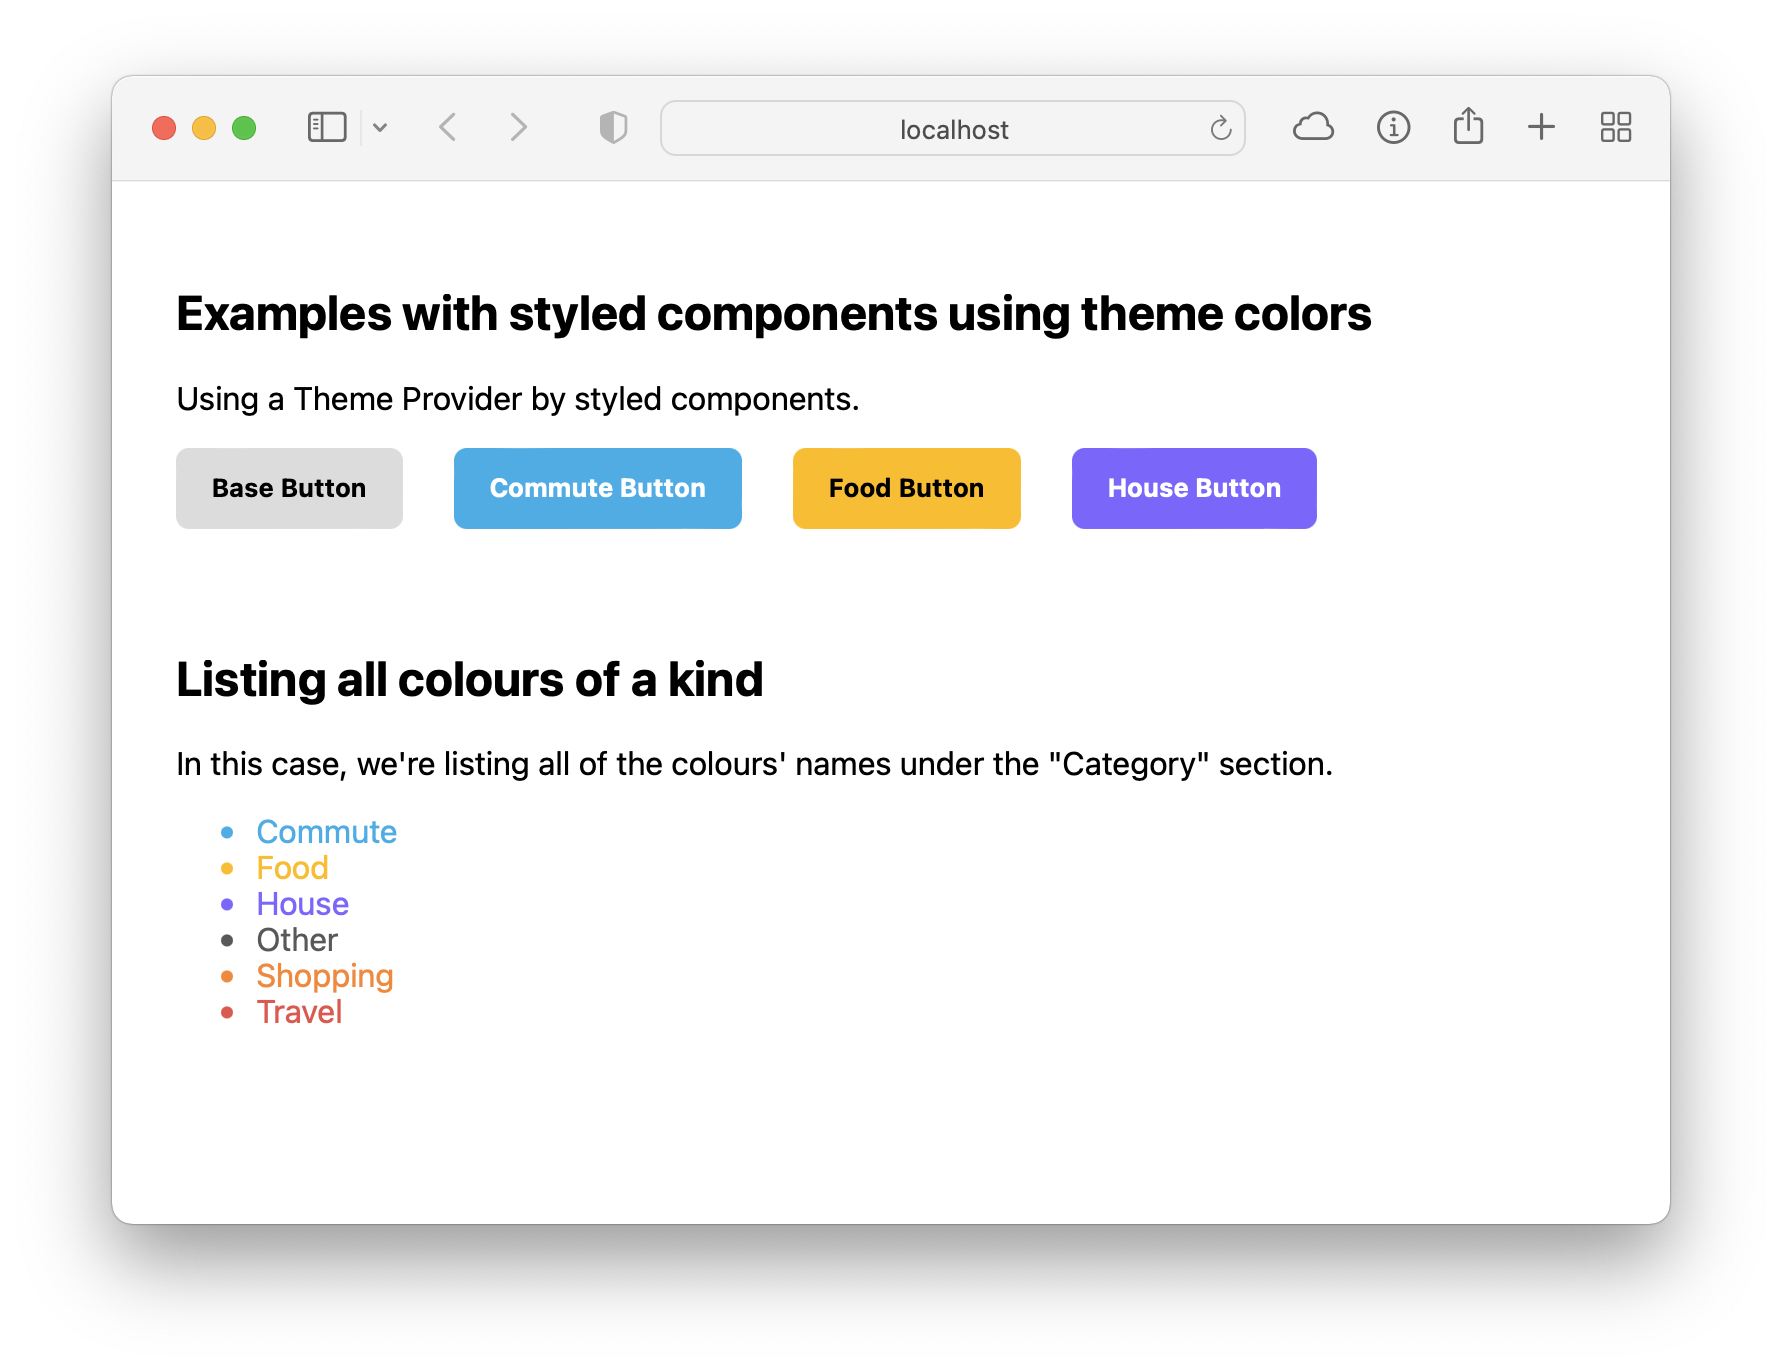 localhost
Examples with styled components using theme colors
Using a Theme Provider by styled components.
Base Button
Commute Button
Food Button
House Button
Listing all colours of a kind
In this case, we're listing all of the colours' names under the "Category" section.
Commute
Food
House
Other
Shopping
Travel